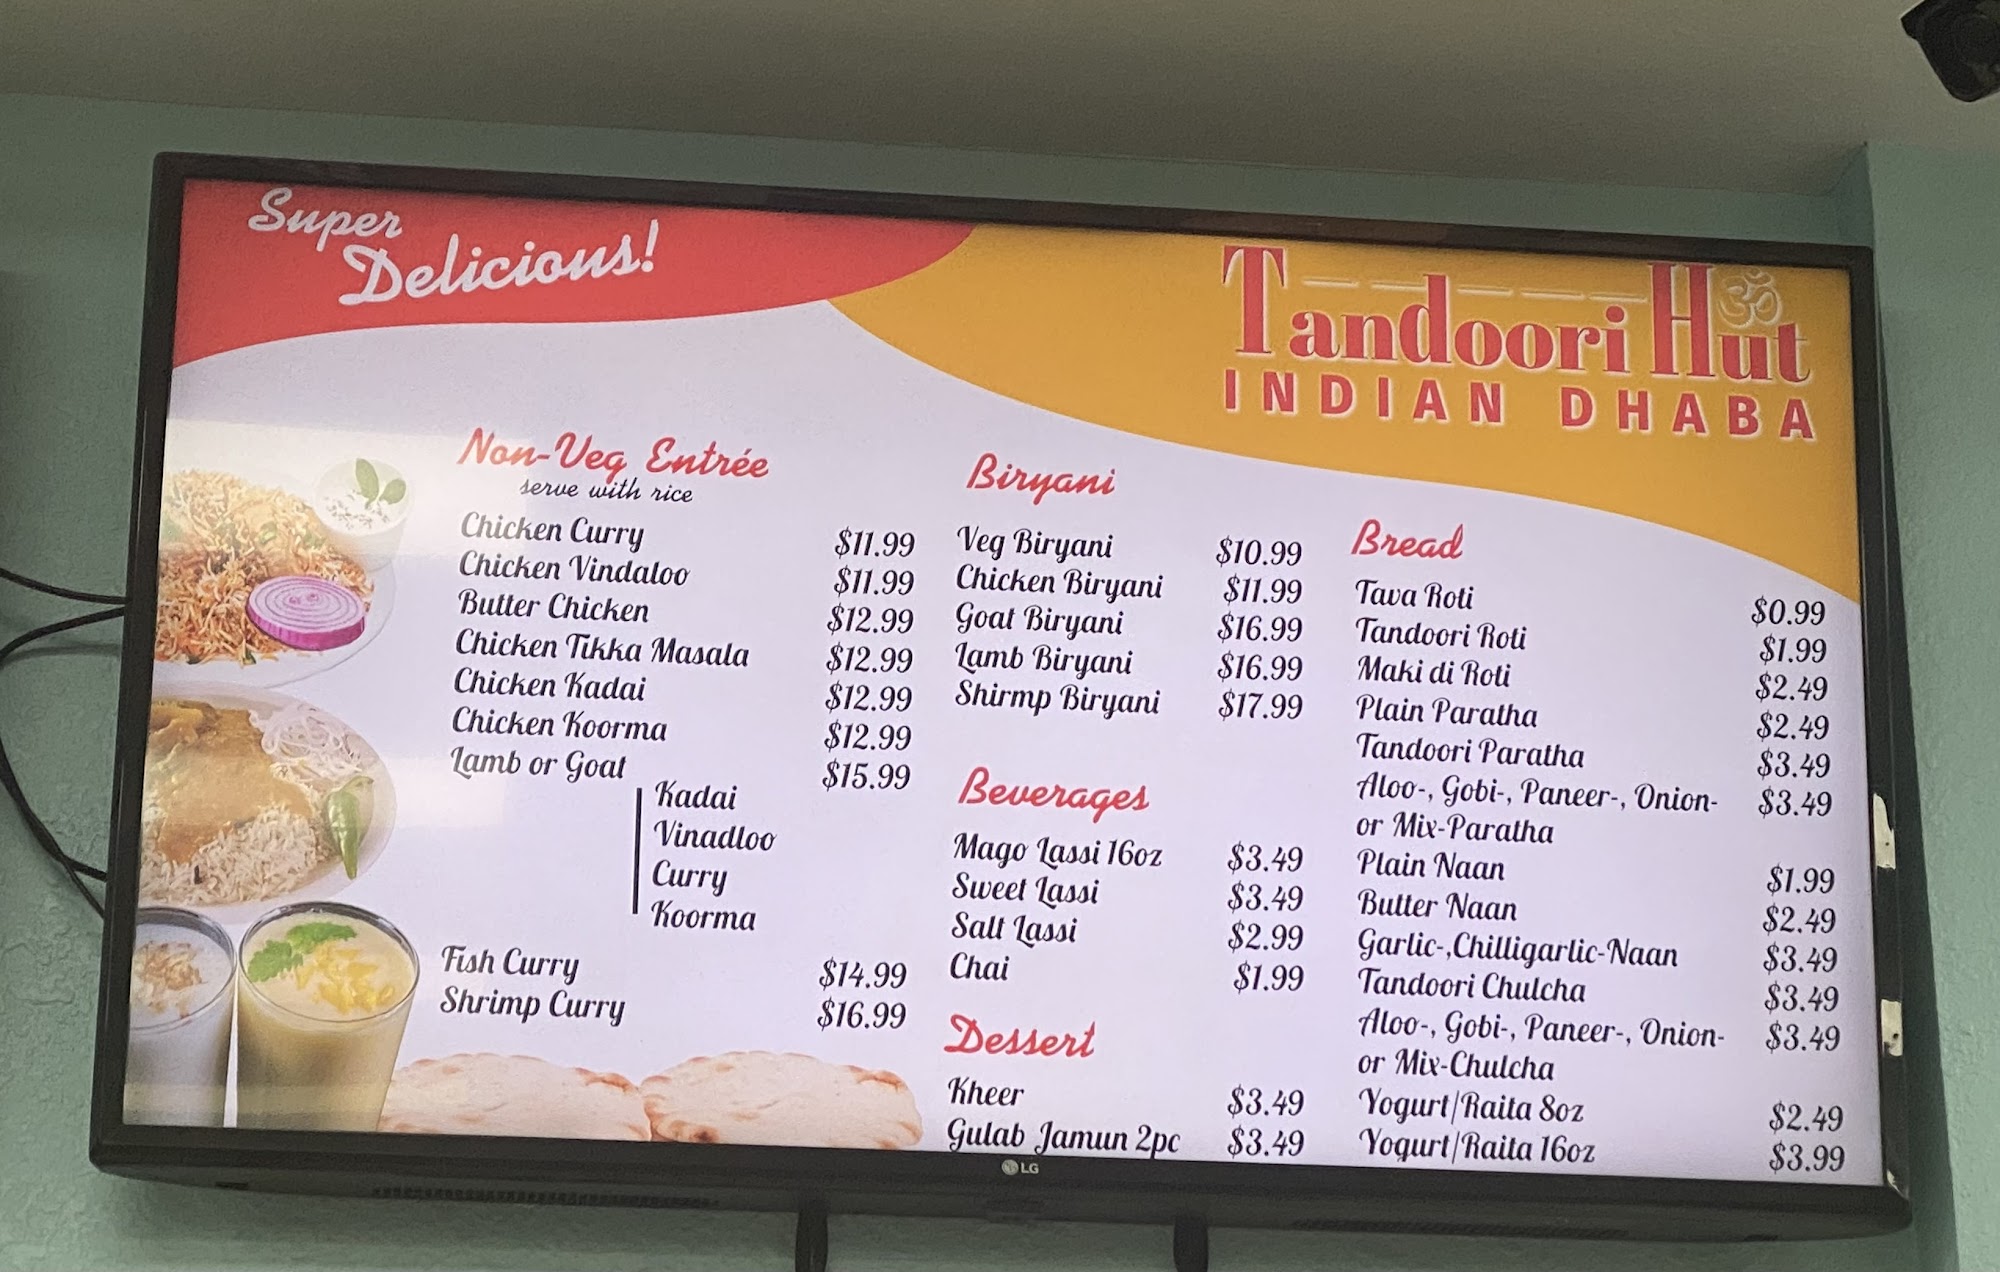 Super
Delicious!
Tandoori Hut
ॐ
INDIAN DHABA
Non-Veg Entrée
serve with rice
Chicken Curry $11.99
Chicken Vindaloo $11.99
Butter Chicken $12.99
Chicken Tikka Masala $12.99
Chicken Kadai $12.99
Chicken Koorma $12.99
Lamb or Goat $15.99
Kadai
Vinadloo
Curry
Koorma
Fish Curry $14.99
Shrimp Curry $16.99
Biryani
Veg Biryani $10.99
Chicken Biryani $11.99
Goat Biryani $16.99
Lamb Biryani $16.99
Shirmp Biryani $17.99
Beverages
Mago Lassi 16oz $3.49
Sweet Lassi $3.49
Salt Lassi $2.99
Chai $1.99
Dessert
Kheer $3.49
Gulab Jamun 2pc $3.49
Bread
Tava Roti $0.99
Tandoori Roti $1.99
Maki di Roti $2.49
Plain Paratha $2.49
Tandoori Paratha $3.49
Aloo-, Gobi-, Paneer-, Onion- $3.49
or Mix-Paratha
Plain Naan $1.99
Butter Naan $2.49
Garlic-,Chilligarlic-Naan $3.49
Tandoori Chulcha $3.49
Aloo-, Gobi-, Paneer-, Onion- $3.49
or Mix-Chulcha
Yogurt/Raita 8oz $2.49
Yogurt/Raita 16oz $3.99
LG